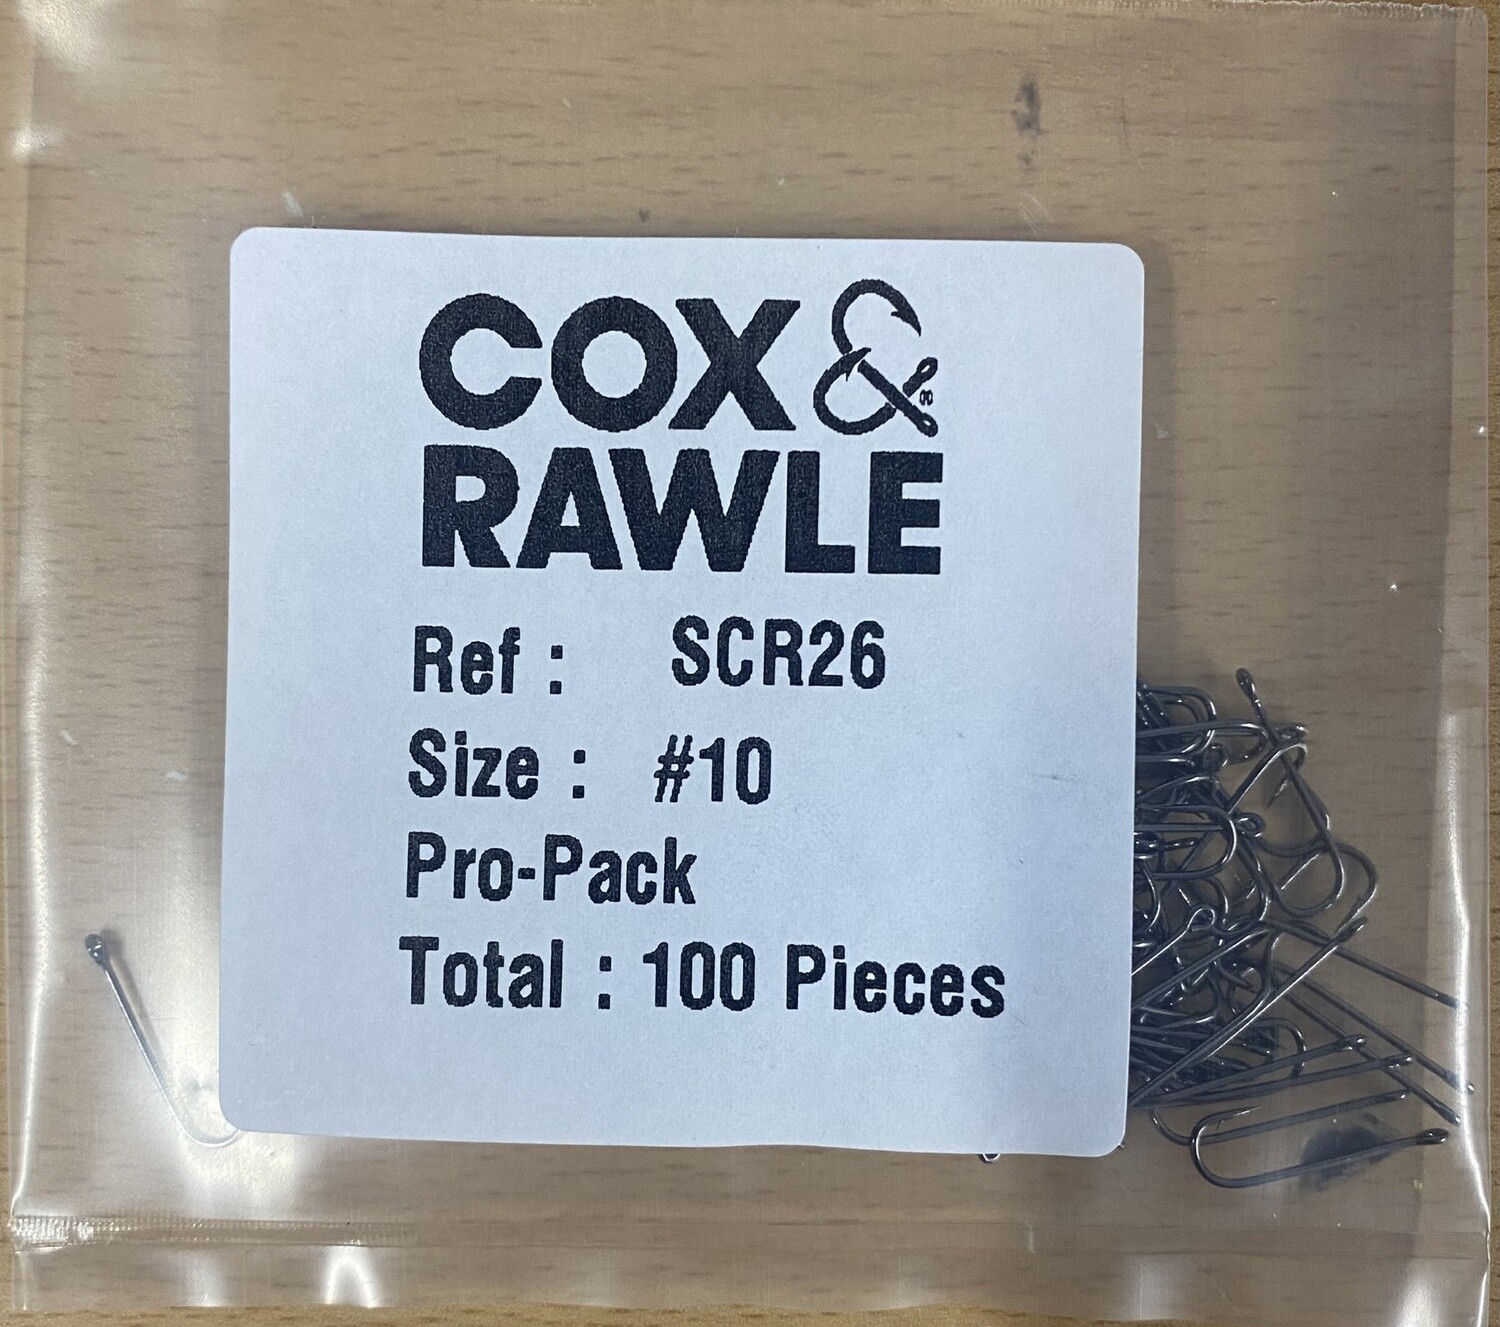 COX &
RAWLE
Ref : SCR26
Size : #10
Pro-Pack
Total : 100 Pieces